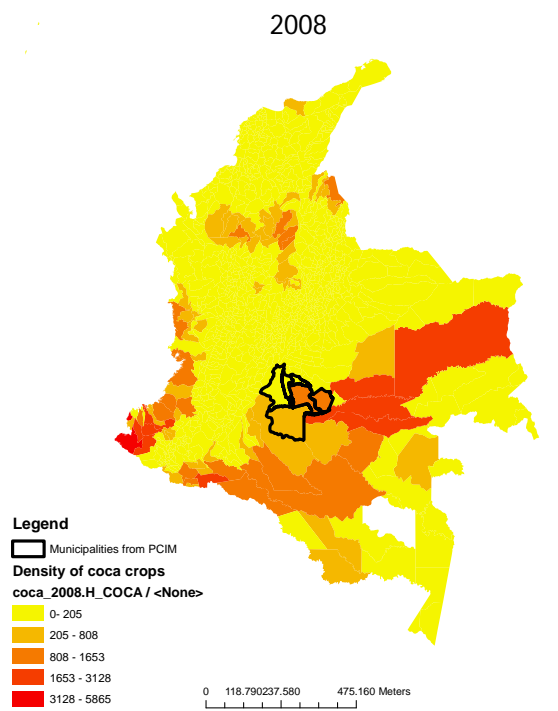 2008
Legend
Municipalities from PCIM
Density of coca crops
coca_2008.H_COCA / <None>
0- 205
205 - 808
808 - 1653
1653 - 3128
3128 - 5865
0 118.790237.580 475.160 Meters